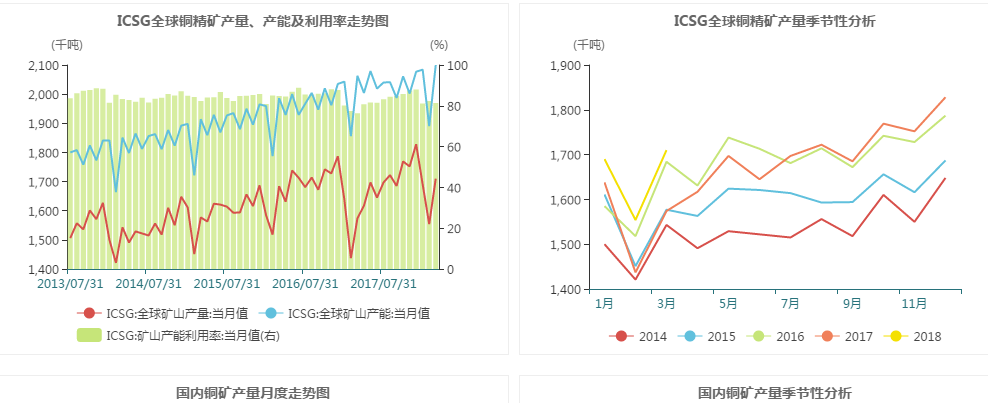 ICSG全球铜精矿产量、产能及利用率走势图
(千吨)
(%)
2,100
2,000
1,900
1,800
1,700
1,600
1,500
1,400
100
80
60
40
20
0
2013/07/31 2014/07/31 2015/07/31 2016/07/31 2017/07/31
ICSG:全球矿山产量:当月值 ICSG:全球矿山产能:当月值
ICSG:矿山产能利用率:当月值(右)
ICSG全球铜精矿产量季节性分析
(千吨)
1,900
1,800
1,700
1,600
1,500
1,400
1月 3月 5月 7月 9月 11月
2014 2015 2016 2017 2018
国内铜矿产量月度走势图
国内铜矿产量季节性分析